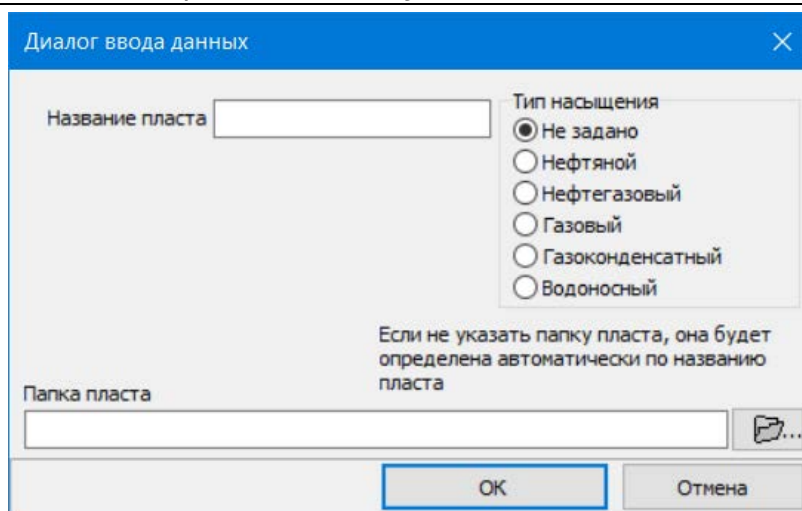 Диалог ввода данных
Название пласта
Тип насыщения
Не задано
Нефтяной
Нефтегазовый
Газовый
Газоконденсатный
Водоносный
Если не указать папку пласта, она будет
определена автоматически по названию
пласта
Папка пласта
...
OK
Отмена